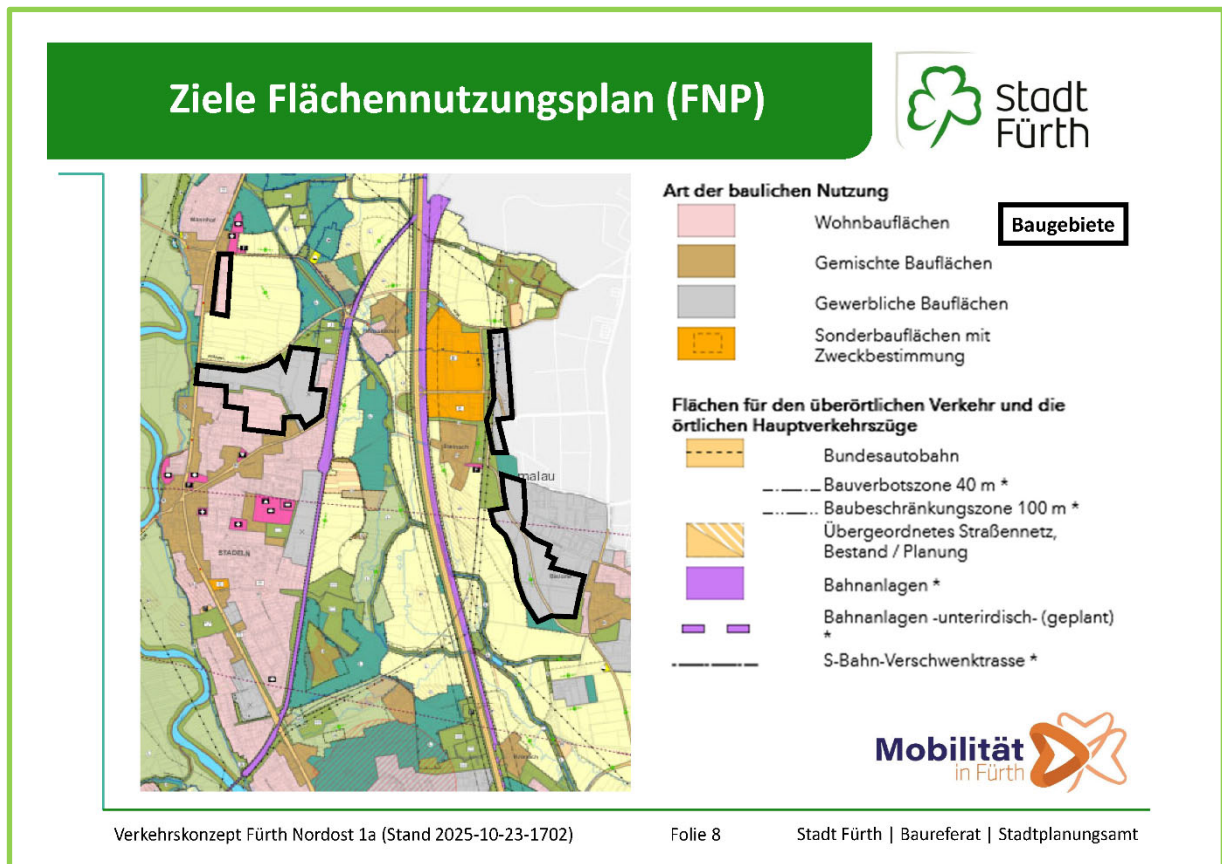 Ziele Flächennutzungsplan (FNP)
Stadt
Fürth
Art der baulichen Nutzung
Wohnbauflächen
Baugebiete
Gemischte Bauflächen
Gewerbliche Bauflächen
Sonderbauflächen mit
Zweckbestimmung
Flächen für den überörtlichen Verkehr und die
örtlichen Hauptverkehrszüge
Bundesautobahn
Bauverbotszone 40 m *
Baubeschränkungszone 100 m *
Übergeordnetes Straßennetz,
Bestand / Planung
Bahnanlagen *
Bahnanlagen -unterirdisch- (geplant)
*
S-Bahn-Verschwenktrasse *
malau
STADELN
Mobilität
in Fürth
Verkehrskonzept Fürth Nordost 1a (Stand 2025-10-23-1702)
Folie 8
Stadt Fürth | Baureferat | Stadtplanungsamt